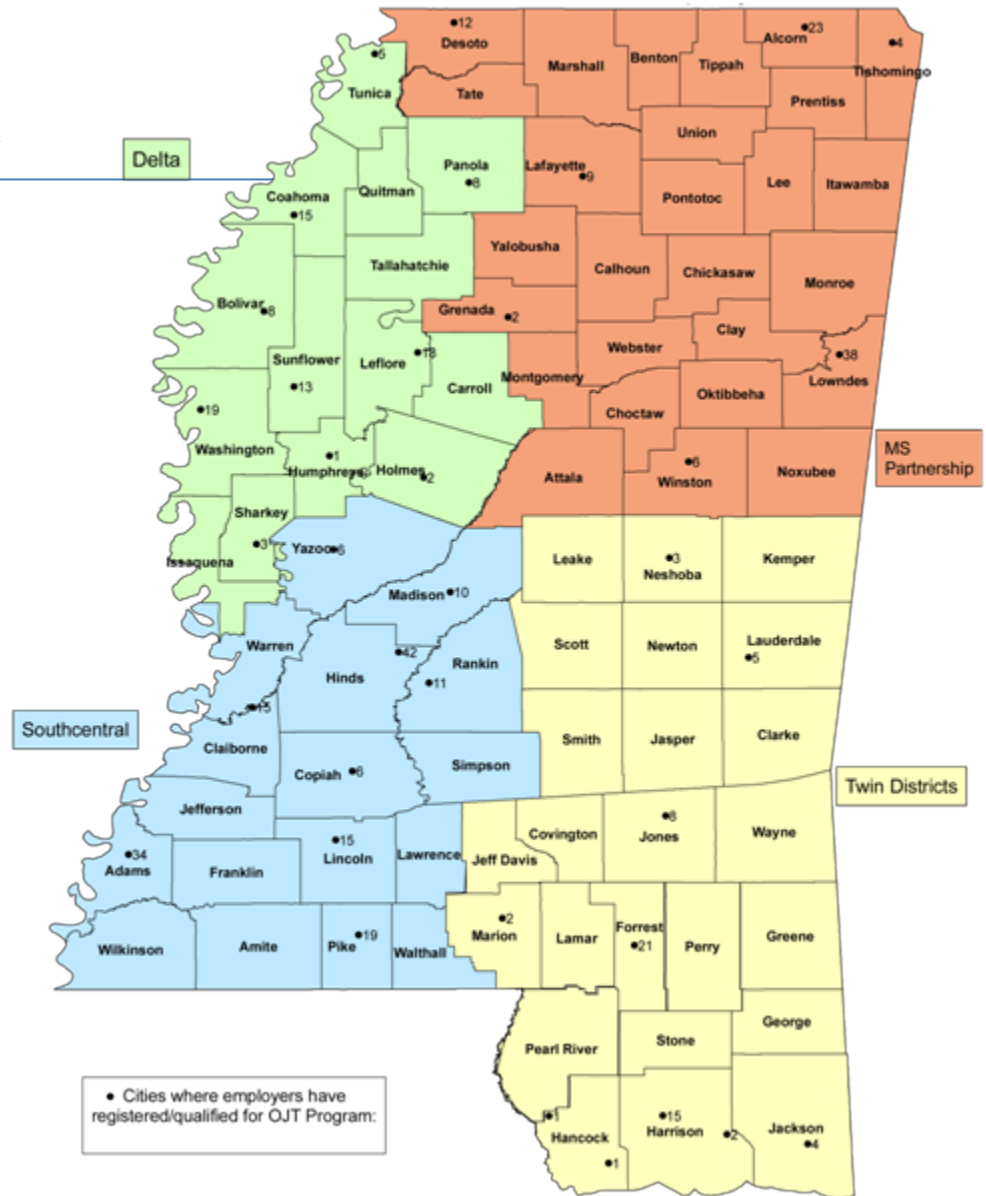 12
Desoto
Marshall
Benton
Tippah
23
Alcorn
4
Tishomingo
5
Tunica
Tate
Prentiss
Union
Delta
Panola
8
Lafayette
9
Pontotoc
Lee
Itawamba
Coahoma
15
Quitman
Tallahatchie
Yalobusha
Calhoun
Chickasaw
Monroe
Bolivar
8
Grenada
2
Clay
Sunflower
13
Leflore
18
Carroll
Montgomery
Webster
38
Lowndes
Choctaw
Oktibbeha
19
Washington
1
Humphreys
Holmes
2
Attala
6
Winston
Noxubee
MS
Partnership
Sharkey
3
Issaquena
Yazoo
6
Leake
3
Neshoba
Kemper
Madison
10
Warren
Hinds
42
Rankin
11
Scott
Newton
Lauderdale
5
Southcentral
15
Claiborne
Copiah
6
Simpson
Smith
Jasper
Clarke
Twin Districts
Jefferson
34
Adams
Franklin
15
Lincoln
Lawrence
Jeff Davis
Covington
8
Jones
Wayne
Wilkinson
Amite
Pike
19
Walthall
2
Marion
Lamar
Forrest
21
Perry
Greene
Pearl River
Stone
George
1
Hancock
1
15
Harrison
2
Jackson
4
• Cities where employers have
registered/qualified for OJT Program: